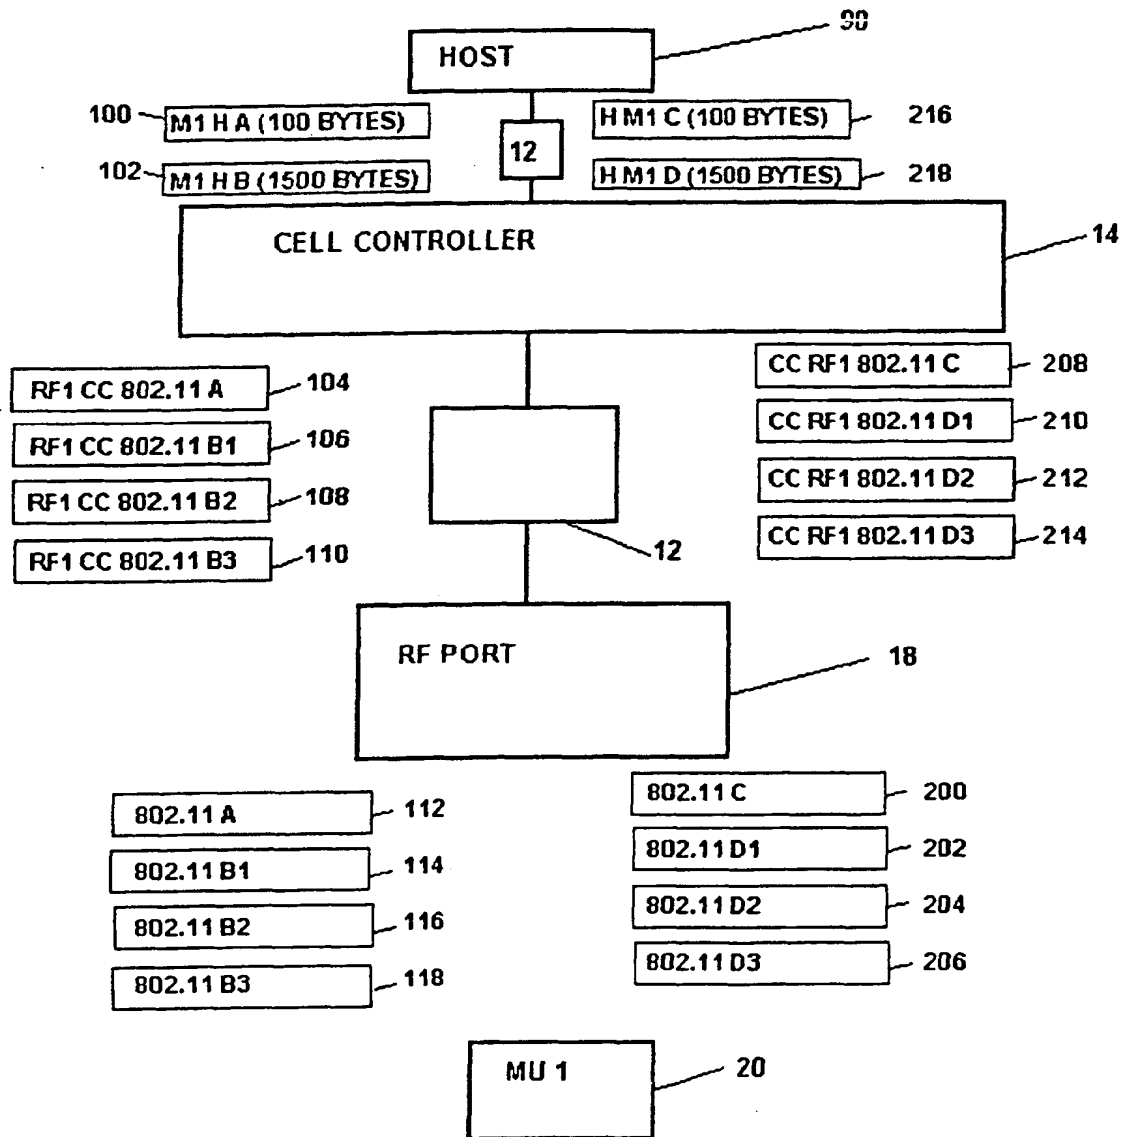 90
HOST
100
M1 H A (100 BYTES)
H M1 C (100 BYTES)
216
12
102
M1 H B (1500 BYTES)
H M1 D (1500 BYTES)
218
CELL CONTROLLER
14
RF1 CC 802.11 A
104
CC RF1 802.11 C
208
RF1 CC 802.11 B1
106
CC RF1 802.11 D1
210
RF1 CC 802.11 B2
108
CC RF1 802.11 D2
212
RF1 CC 802.11 B3
110
12
CC RF1 802.11 D3
214
RF PORT
18
802.11 A
112
802.11 C
200
802.11 B1
114
802.11 D1
202
802.11 B2
116
802.11 D2
204
802.11 B3
118
802.11 D3
206
MU 1
20